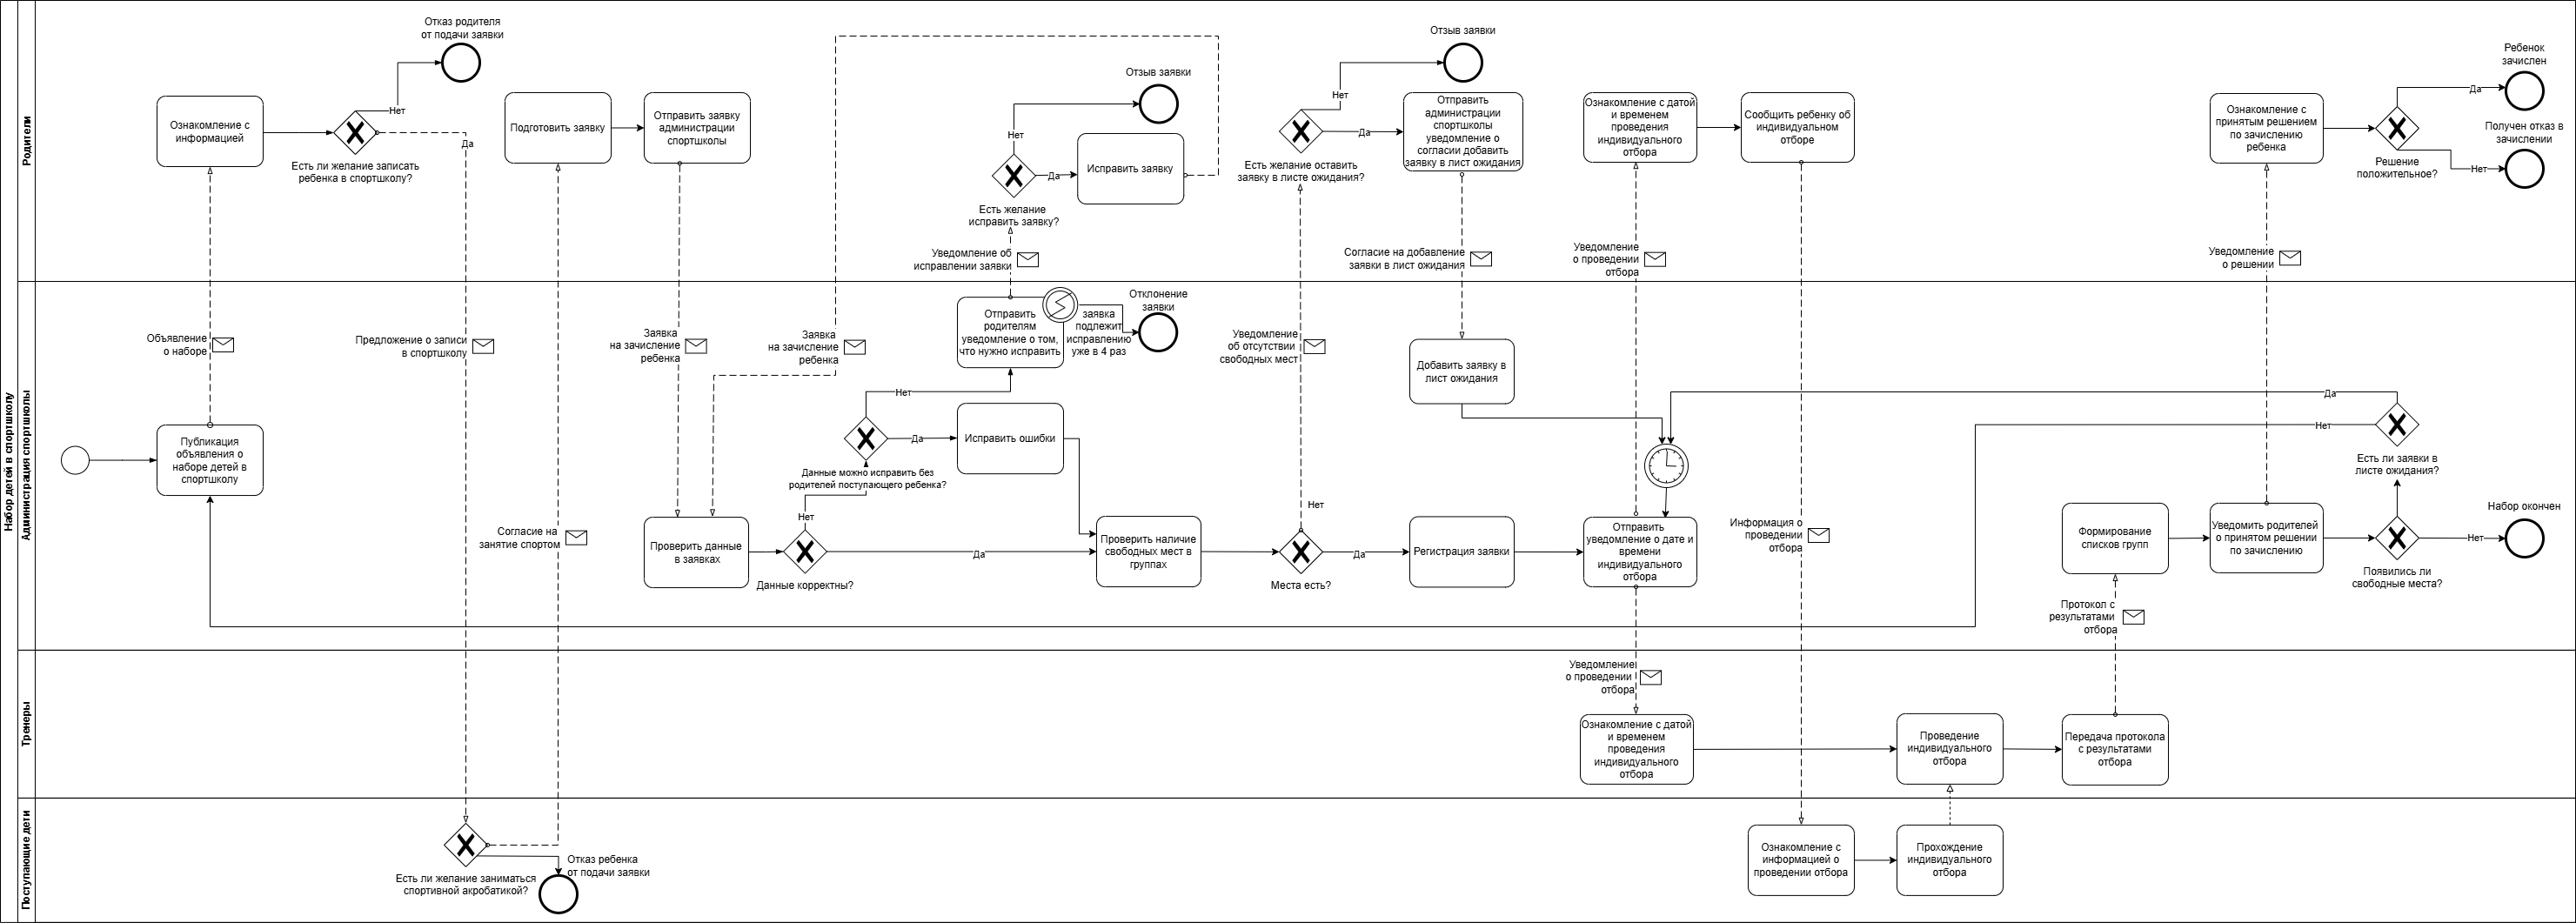 Набор детей в спортшколу
Родители
Отказ родителя
от подачи заявки
Ознакомление с
информацией
Нет
Да
Есть ли желание записать
ребенка в спортшколу?
Подготовить заявку
Отправить заявку
администрации
спортшколы
Отзыв заявки
Нет
Да
Исправить заявку
Есть желание
исправить заявку?
Уведомление об
исправлении заявки
Отзыв заявки
Нет
Да
Есть желание оставить
заявку в листе ожидания?
Отправить
администрации
спортшколы
уведомление о
согласии добавить
заявку в лист ожидания
Согласие на добавление
заявки в лист ожидания
Ознакомление с датой
и временем
проведения
индивидуального
отбора
Уведомление
о проведении
отбора
Сообщить ребенку об
индивидуальном
отборе
Ознакомление с
принятым решением
по зачислению
ребенка
Уведомление
о решении
Решение
положительное?
Да
Ребенок
зачислен
Нет
Получен отказ в
зачислении
Администрация спортшколы
Объявление
о наборе
Публикация
объявления о
наборе детей в
спортшколу
Предложение о записи
в спортшколу
Согласие на
занятие спортом
Заявка
на зачисление
ребенка
Заявка
на зачисление
ребенка
Проверить данные
в заявках
Данные корректны?
Нет
Да
Данные можно исправить без
родителей поступающего ребенка?
Нет
Да
Исправить ошибки
Отправить
родителям
уведомление о том,
что нужно исправить
заявка
подлежит
исправлению
уже в 4 раз
Отклонение
заявки
Проверить наличие
свободных мест в
группах
Уведомление
об отсутствии
свободных мест
Нет
Да
Места есть?
Добавить заявку в
лист ожидания
Регистрация заявки
Отправить
уведомление о дате и
времени
индивидуального
отбора
Информация о
проведении
отбора
Формирование
списков групп
Протокол с
результатами
отбора
Уведомить родителей
о принятом решении
по зачислению
Да
Нет
Есть ли заявки в
листе ожидания?
Появились ли
свободные места?
Нет
Набор окончен
Тренеры
Уведомление
о проведении
отбора
Ознакомление с датой
и временем
проведения
индивидуального
отбора
Проведение
индивидуального
отбора
Передача протокола
с результатами
отбора
Поступающие дети
Есть ли желание заниматься
спортивной акробатикой?
Отказ ребенка
от подачи заявки
Ознакомление с
информацией о
проведении отбора
Прохождение
индивидуального
отбора